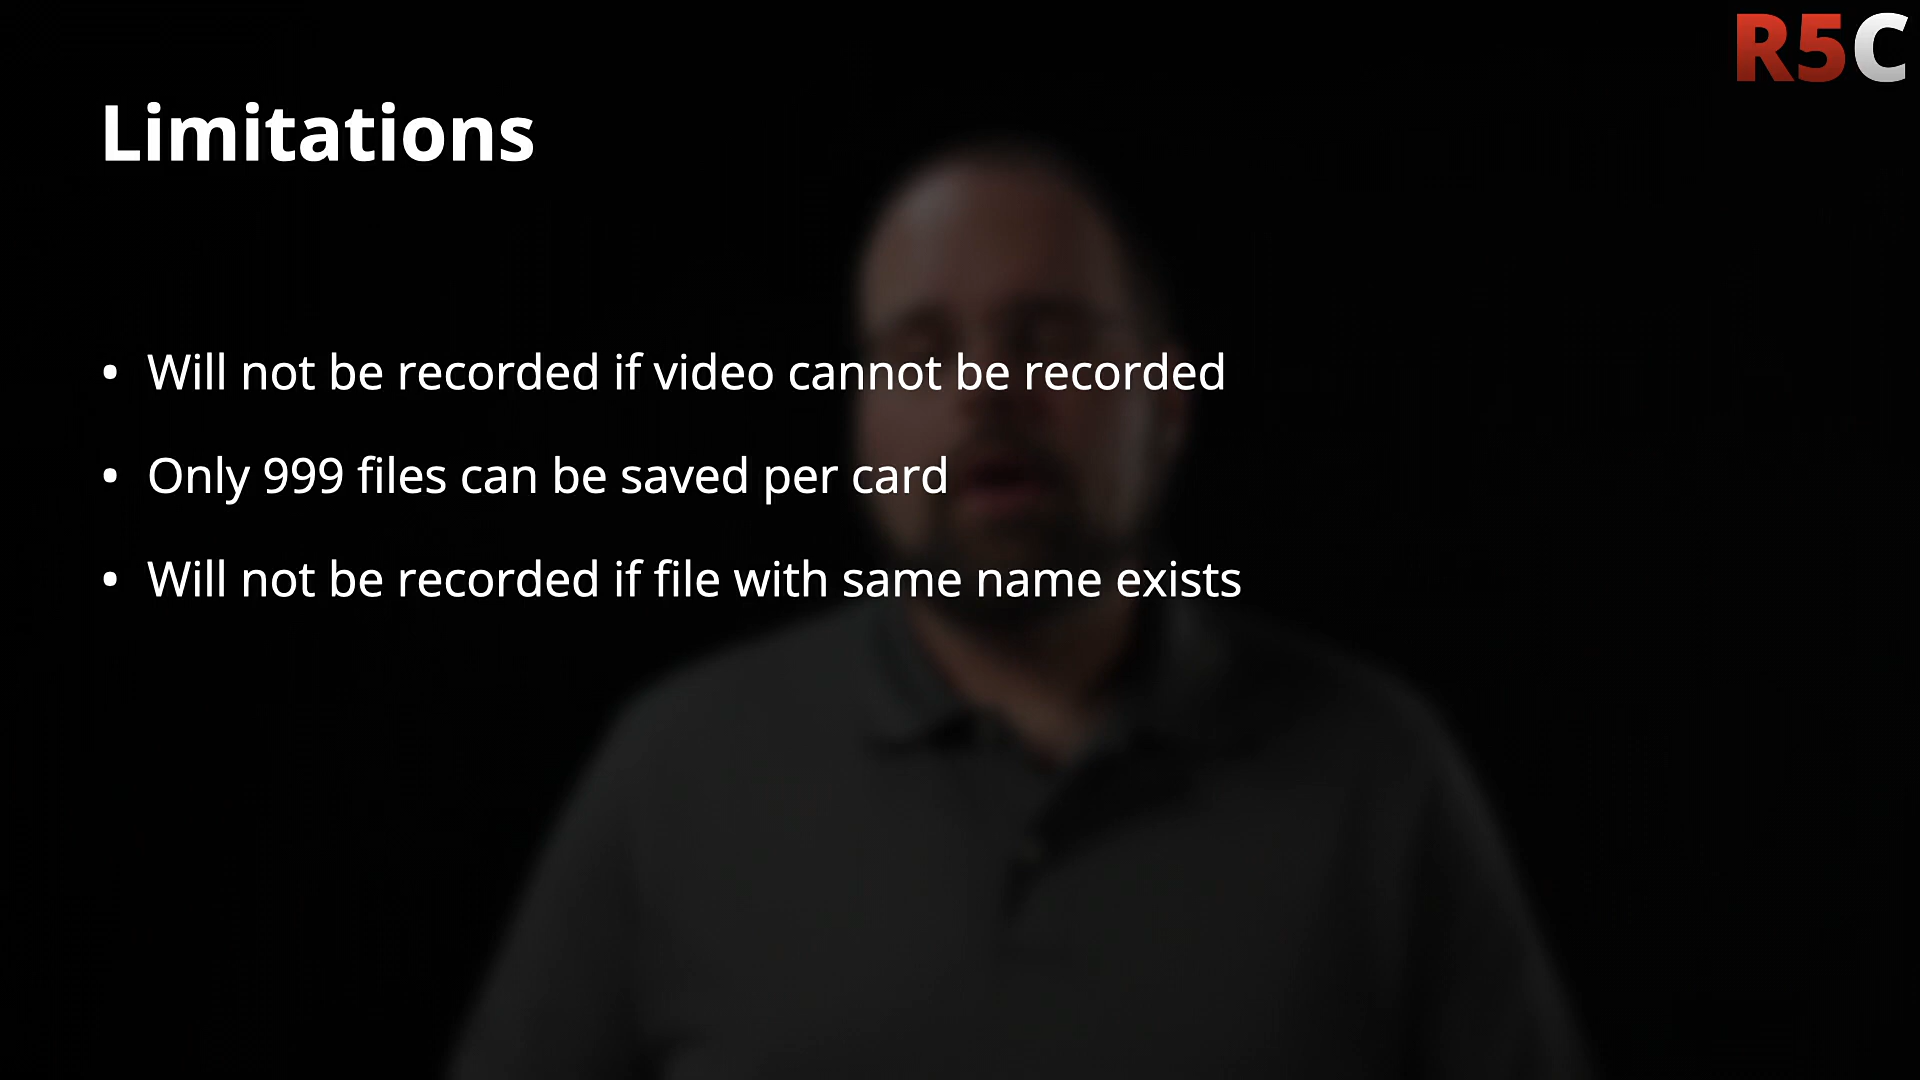 R5C
Limitations
• Will not be recorded if video cannot be recorded
• Only 999 files can be saved per card
• Will not be recorded if file with same name exists